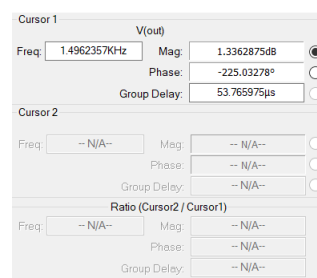 Cursor 1
V(out)
Freq: 1.4962357KHz Mag: 1.3362875dB
Phase: -225.03278°
Group Delay: 53.765975µs
Cursor 2
Freq: -- N/A-- Mag: -- N/A--
Phase: -- N/A--
Group Delay: -- N/A--
Ratio (Cursor2 / Cursor1)
Freq: -- N/A-- Mag: -- N/A--
Phase: -- N/A--
Group Delay: -- N/A--